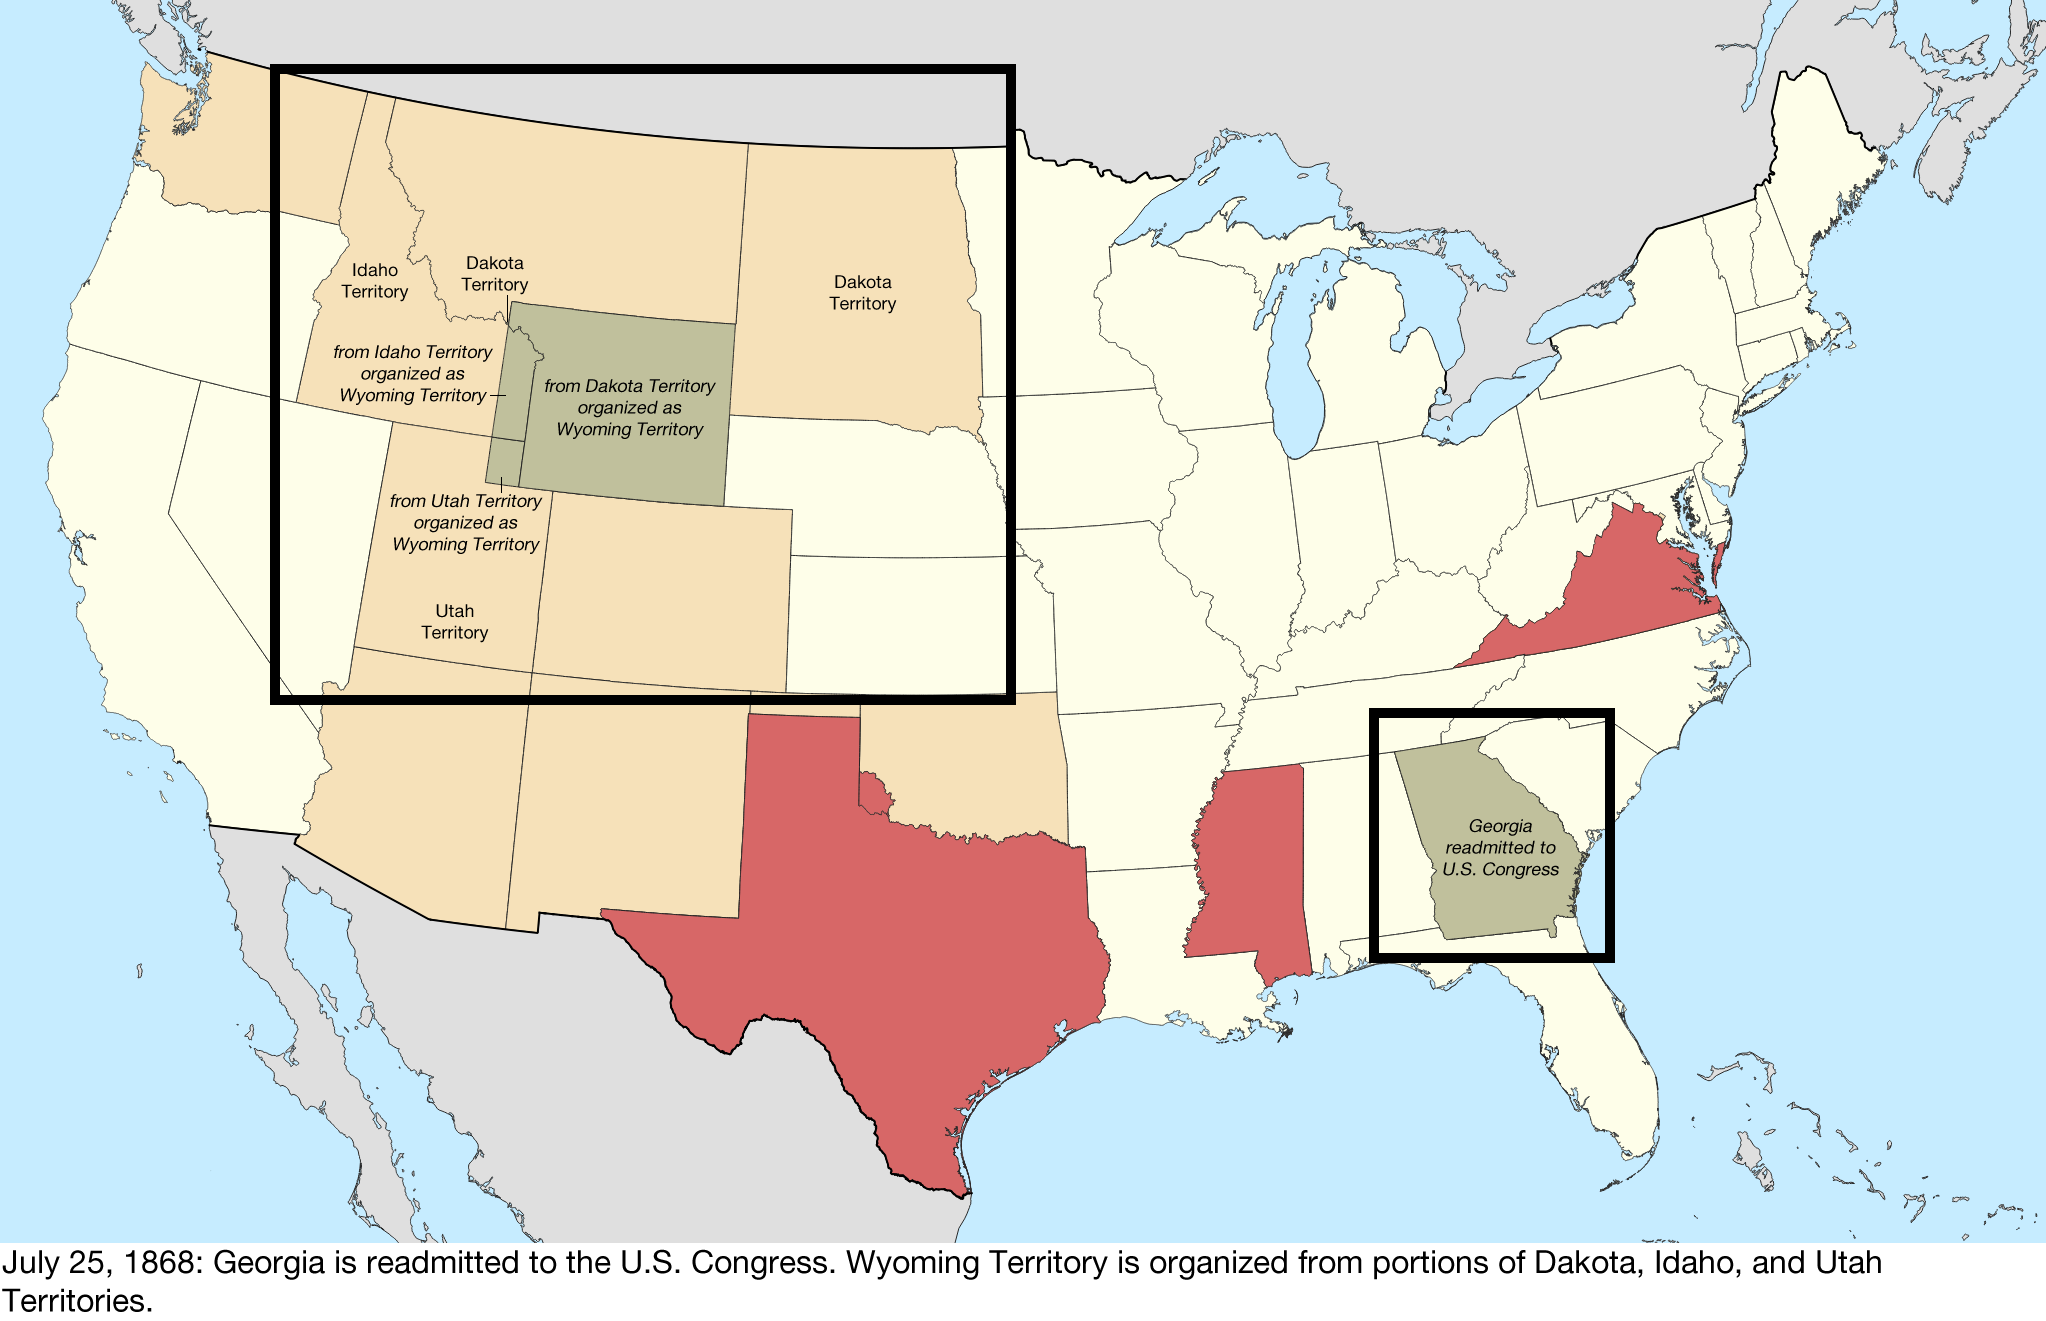 Idaho
Territory
Dakota
Territory
Dakota
Territory
from Idaho Territory
organized as
Wyoming Territory
from Dakota Territory
organized as
Wyoming Territory
from Utah Territory
organized as
Wyoming Territory
Utah
Territory
Georgia
readmitted to
U.S. Congress
July 25, 1868: Georgia is readmitted to the U.S. Congress. Wyoming Territory is organized from portions of Dakota, Idaho, and Utah
Territories.